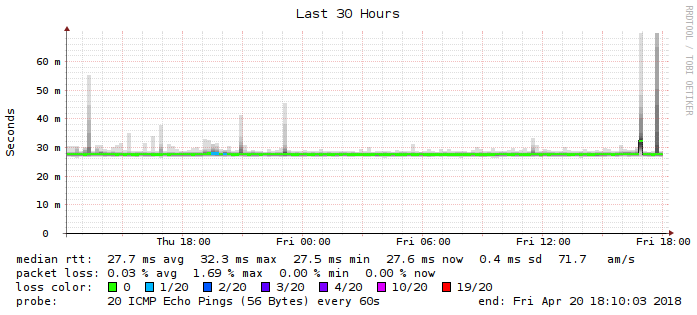 Last 30 Hours
RRDTOOL / TOBI OETIKER
Seconds
60 m
50 m
40 m
30 m
20 m
10 m
0
Thu 18:00 Fri 00:00 Fri 06:00 Fri 12:00 Fri 18:00
median rtt: 27.7 ms avg 32.3 ms max 27.5 ms min 27.6 ms now 0.4 ms sd 71.7 am/s
packet loss: 0.03 % avg 1.69 % max 0.00 % min 0.00 % now
loss color: 0 1/20 2/20 3/20 4/20 10/20 19/20
probe: 20 ICMP Echo Pings (56 Bytes) every 60s end: Fri Apr 20 18:10:03 2018